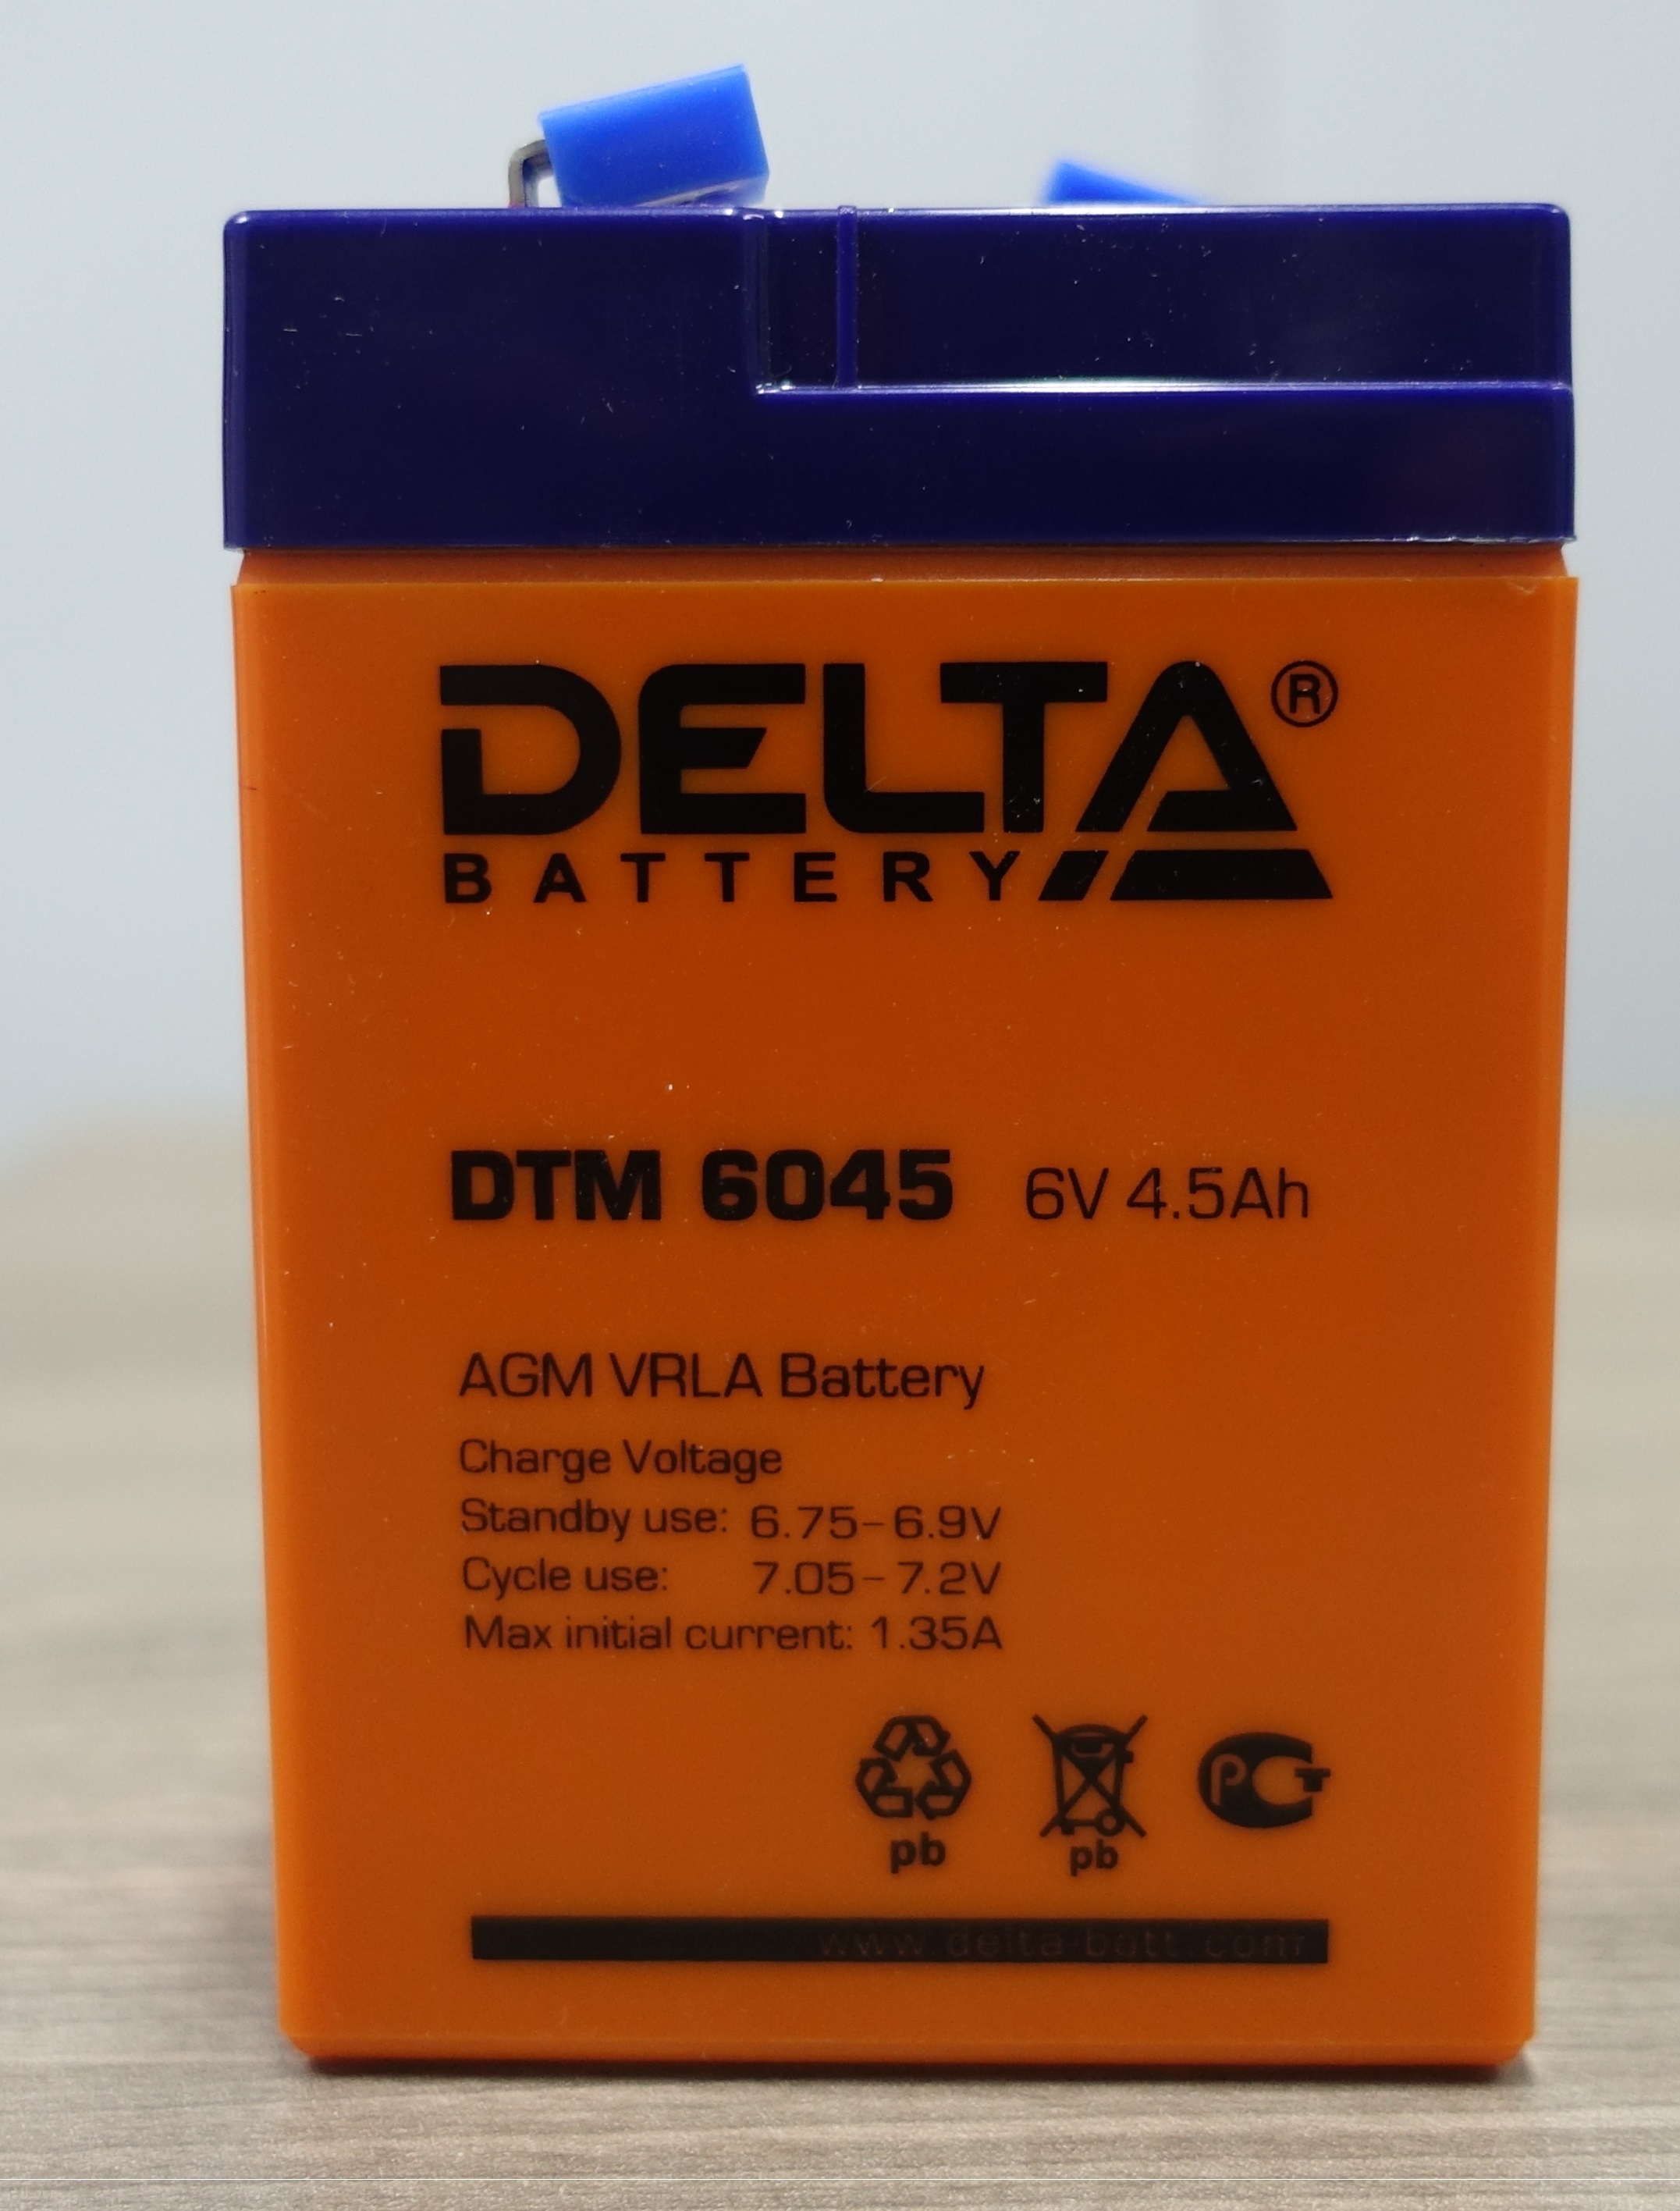 DELTA®
BATTERY
DTM 6045 6V 4.5Ah
AGM VRLA Battery
Charge Voltage
Standby use: 6.75-6.9V
Cycle use: 7.05-7.2V
Max initial current: 1.35A
pb pb РСТ
www.delta-batt.com